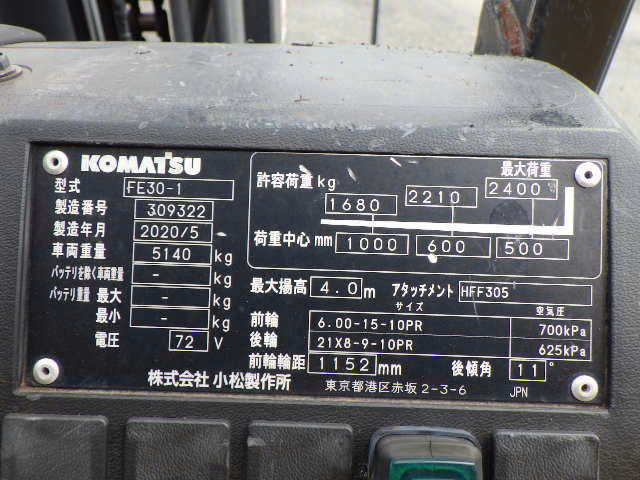 KOMATSU
型式 FE30-1
製造番号 309322
製造年月 2020/5
車両重量 5140 kg
バッテリを除く車両重量 - kg
バッテリ重量 最大 - kg
最小 - kg
電圧 72 V
最大荷重
許容荷重 kg 1680 2210 2400
荷重中心 mm 1000 600 500
最大揚高 4.0 m アタッチメント HFF305
サイズ 空気圧
前輪 6.00-15-10PR 700kPa
後輪 21X8-9-10PR 625kPa
前輪輪距 1152 mm 後傾角 11°
株式会社 小松製作所 東京都港区赤坂 2-3-6 JPN